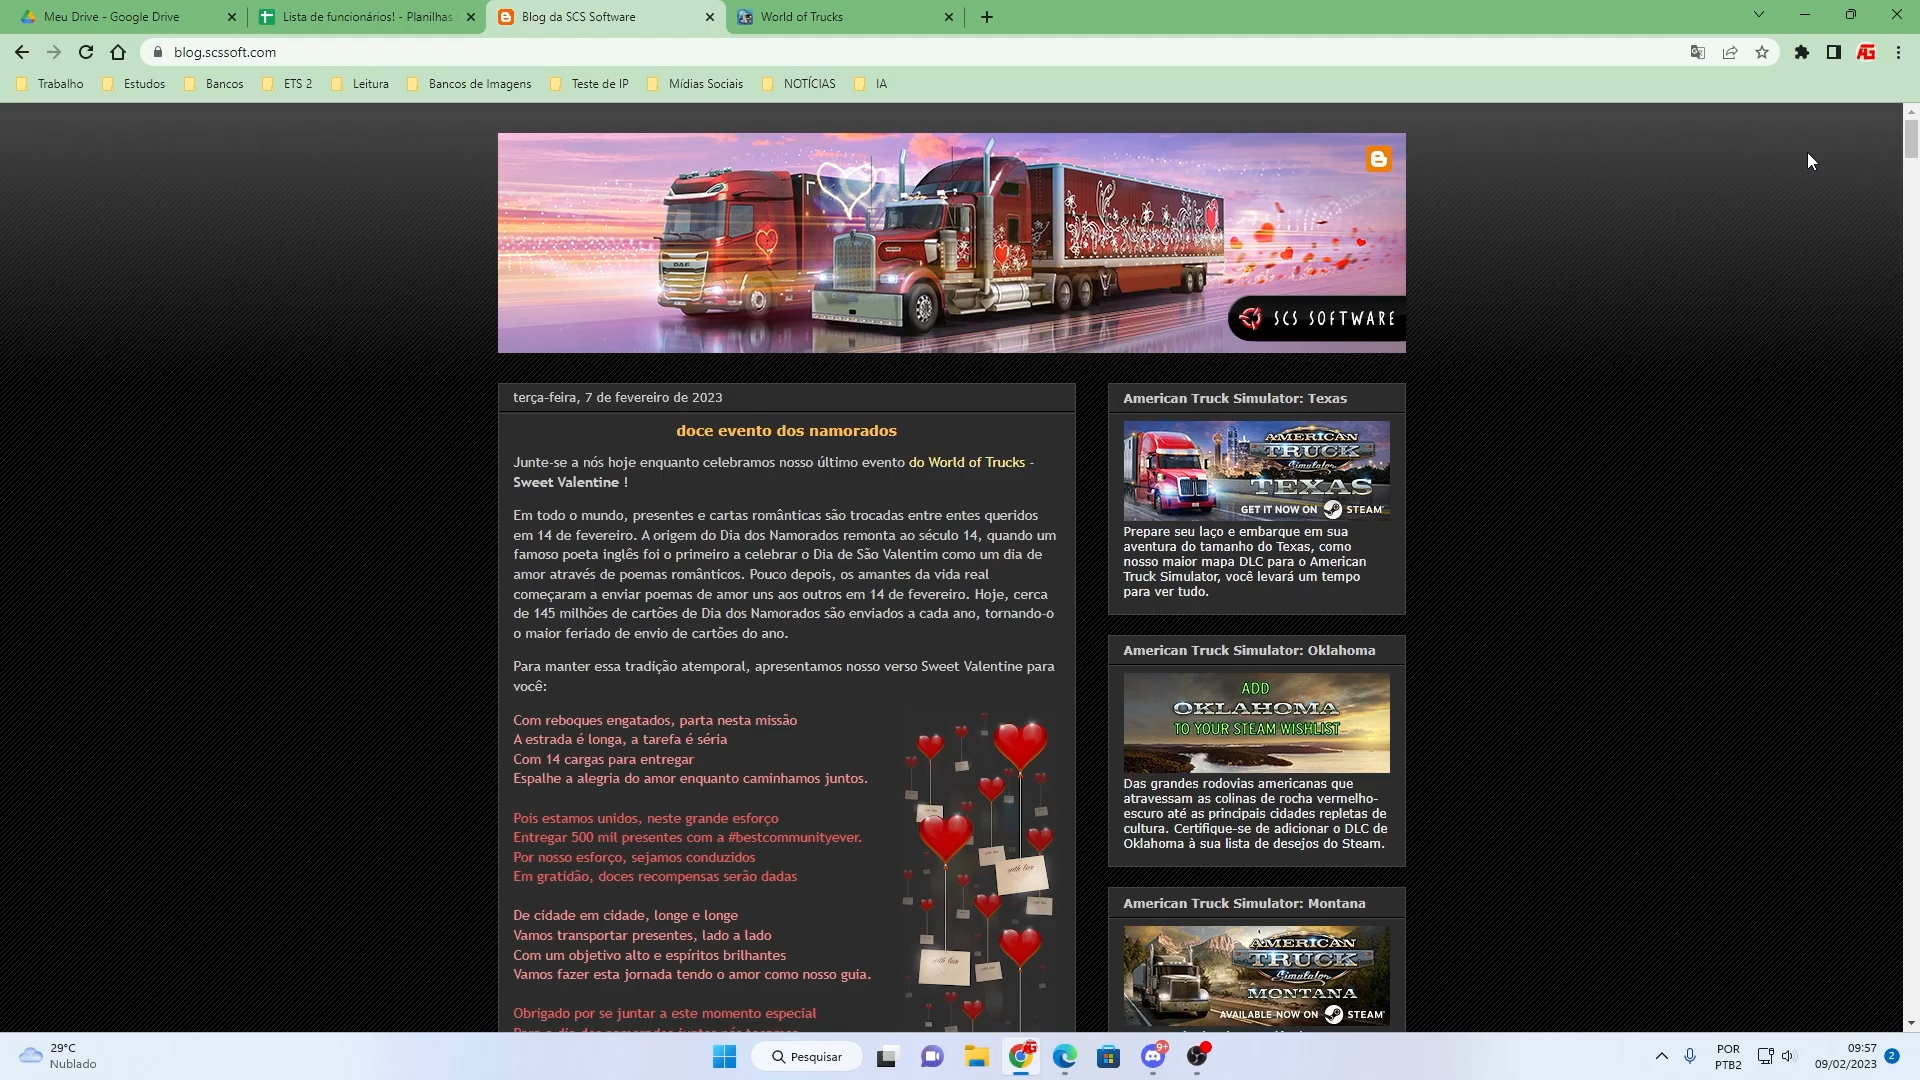 Meu Drive - Google Drive
Lista de funcionários! - Planilhas
Blog da SCS Software
World of Trucks
blog.scssoft.com
Trabalho
Estudos
Bancos
ETS 2
Leitura
Bancos de Imagens
Teste de IP
Mídias Sociais
NOTÍCIAS
IA
DAF
SCS SOFTWARE
terça-feira, 7 de fevereiro de 2023
doce evento dos namorados
Junte-se a nós hoje enquanto celebramos nosso último evento do World of Trucks -
Sweet Valentine !
Em todo o mundo, presentes e cartas românticas são trocadas entre entes queridos
em 14 de fevereiro. A origem do Dia dos Namorados remonta ao século 14, quando um
famoso poeta inglês foi o primeiro a celebrar o Dia de São Valentim como um dia de
amor através de poemas românticos. Pouco depois, os amantes da vida real
começaram a enviar poemas de amor uns aos outros em 14 de fevereiro. Hoje, cerca
de 145 milhões de cartões de Dia dos Namorados são enviados a cada ano, tornando-o
o maior feriado de envio de cartões do ano.
Para manter essa tradição atemporal, apresentamos nosso verso Sweet Valentine para
você:
Com reboques engatados, parta nesta missão
A estrada é longa, a tarefa é séria
Com 14 cargas para entregar
Espalhe a alegria do amor enquanto caminhamos juntos.
Pois estamos unidos, neste grande esforço
Entregar 500 mil presentes com a #bestcommunityever.
Por nosso esforço, sejamos conduzidos
Em gratidão, doces recompensas serão dadas
De cidade em cidade, longe e longe
Vamos transportar presentes, lado a lado
Com um objetivo alto e espíritos brilhantes
Vamos fazer esta jornada tendo o amor como nosso guia.
Obrigado por se juntar a este momento especial
with love
with love
American Truck Simulator: Texas
AMERICAN
TRUCK
Simulator
TEXAS
GET IT NOW ON STEAM
Prepare seu laço e embarque em sua
aventura do tamanho do Texas, como
nosso maior mapa DLC para o American
Truck Simulator, você levará um tempo
para ver tudo.
American Truck Simulator: Oklahoma
ADD
OKLAHOMA
TO YOUR STEAM WISHLIST
Das grandes rodovias americanas que
atravessam as colinas de rocha vermelho-
escuro até as principais cidades repletas de
cultura. Certifique-se de adicionar o DLC de
Oklahoma à sua lista de desejos do Steam.
American Truck Simulator: Montana
AMERICAN
TRUCK
Simulator
MONTANA
AVAILABLE NOW ON STEAM
29°C
Nublado
Pesquisar
9+
POR
PTB2
09:57
09/02/2023
2